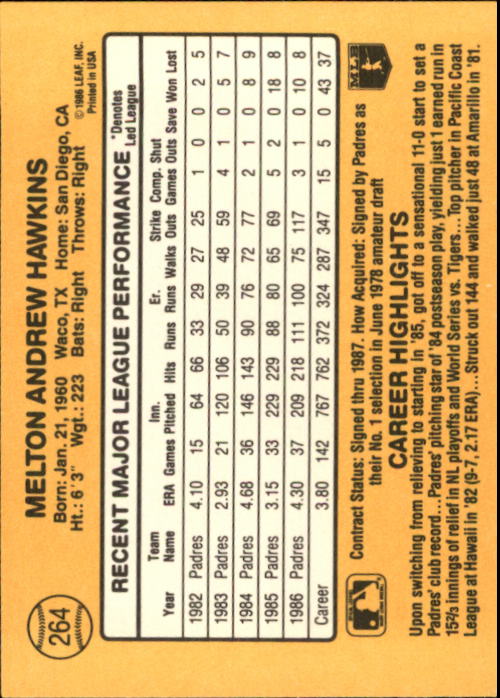 264
MELTON ANDREW HAWKINS
Born: Jan. 21, 1960 Waco, TX Home: San Diego, CA
Ht.: 6'3" Wgt.: 223 Bats: Right Throws: Right
©1986 LEAF, INC.
Printed in USA
RECENT MAJOR LEAGUE PERFORMANCE *Denotes Led League
Year Team Name ERA Games Inn. Pitched Hits Runs Er. Runs Walks Strike Outs Comp. Games Shut Outs Save Won Lost
1982 Padres 4.10 15 64 66 33 29 27 25 1 0 0 2 5
1983 Padres 2.93 21 120 106 50 39 48 59 4 1 0 5 7
1984 Padres 4.68 36 146 143 90 76 72 77 2 1 0 8 9
1985 Padres 3.15 33 229 229 88 80 65 69 5 2 0 18 8
1986 Padres 4.30 37 209 218 111 100 75 117 3 1 0 10 8
Career 3.80 142 767 762 372 324 287 347 15 5 0 43 37
Contract Status: Signed thru 1987. How Acquired: Signed by Padres as
their No. 1 selection in June 1978 amateur draft
MLB
CAREER HIGHLIGHTS
Upon switching from relieving to starting in '85, got off to a sensational 11-0 start to set a
Padres' club record...Padres' pitching star of '84 postseason play, yielding just 1 earned run in
15⅔ innings of relief in NL playoffs and World Series vs. Tigers...Top pitcher in Pacific Coast
League at Hawaii in '82 (9-7, 2.17 ERA)...Struck out 144 and walked just 48 at Amarillo in '81.